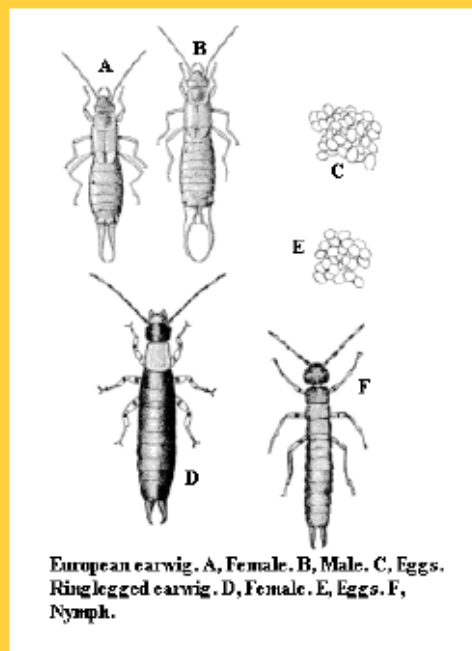 A
B
C
E
D
F
European earwig. A, Female. B, Male. C, Eggs.
Ringlegged earwig. D, Female. E, Eggs. F,
Nymph.